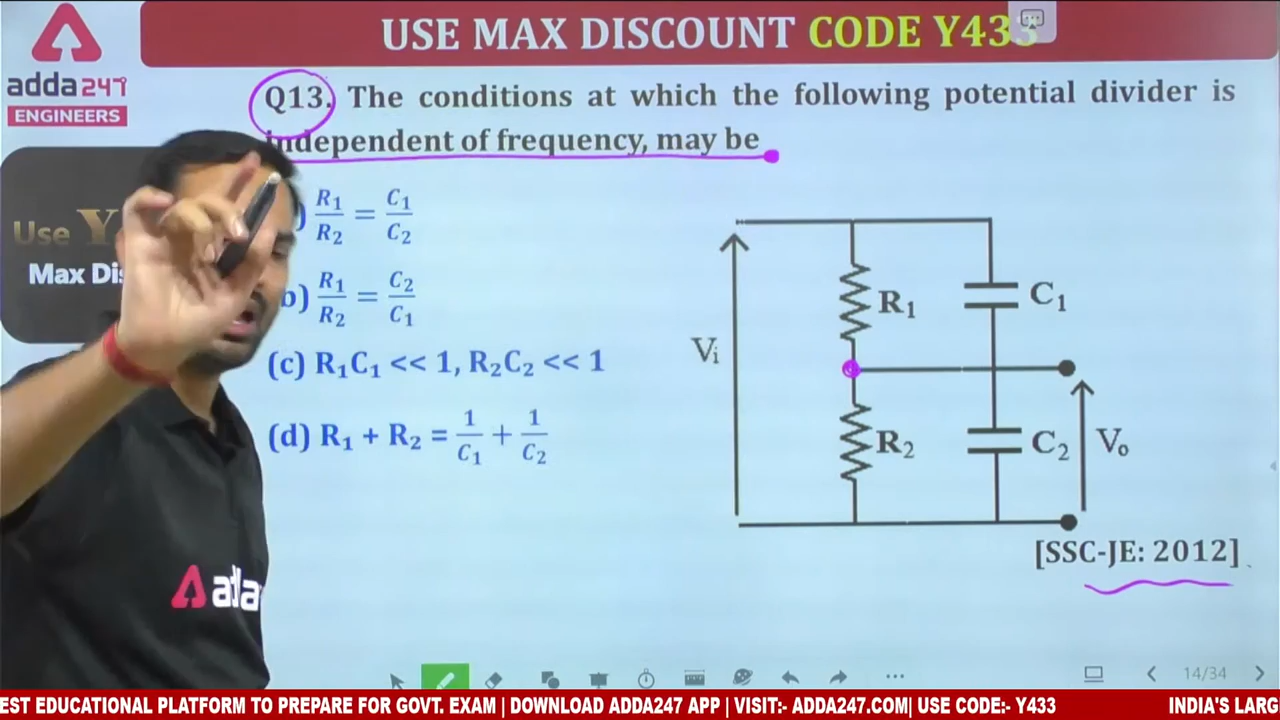 USE MAX DISCOUNT CODE Y433
adda247
ENGINEERS
Q13. The conditions at which the following potential divider is
independent of frequency, may be
Use Y
Max Dis
) R₁/R₂ = C₁/C₂
b) R₁/R₂ = C₂/C₁
(c) R₁C₁ << 1, R₂C₂ << 1
(d) R₁ + R₂ = 1/C₁ + 1/C₂
R₁
C₁
Vᵢ
R₂
C₂
Vₒ
[SSC-JE: 2012]
adda
14/34
EST EDUCATIONAL PLATFORM TO PREPARE FOR GOVT. EXAM | DOWNLOAD ADDA247 APP | VISIT:- ADDA247.COM| USE CODE:- Y433
INDIA'S LARG